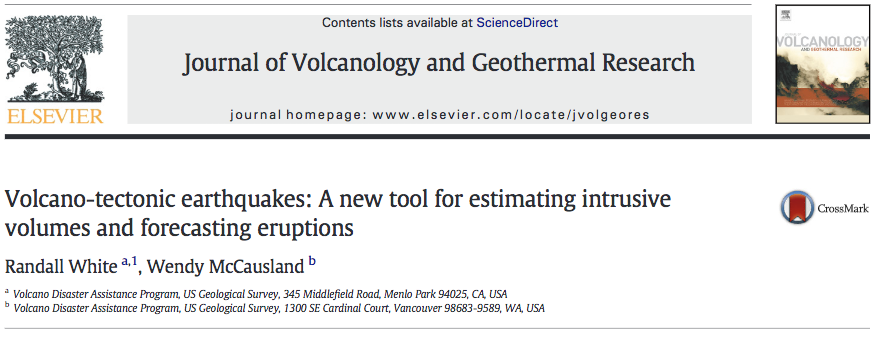 Contents lists available at ScienceDirect
Journal of Volcanology and Geothermal Research
journal homepage: www.elsevier.com/locate/jvolgeores
ELSEVIER
VOLCANOLOGY
AND GEOTHERMAL RESEARCH
Volcano-tectonic earthquakes: A new tool for estimating intrusive
volumes and forecasting eruptions
CrossMark
Randall White a,1, Wendy McCausland b
a Volcano Disaster Assistance Program, US Geological Survey, 345 Middlefield Road, Menlo Park 94025, CA, USA
b Volcano Disaster Assistance Program, US Geological Survey, 1300 SE Cardinal Court, Vancouver 98683-9589, WA, USA